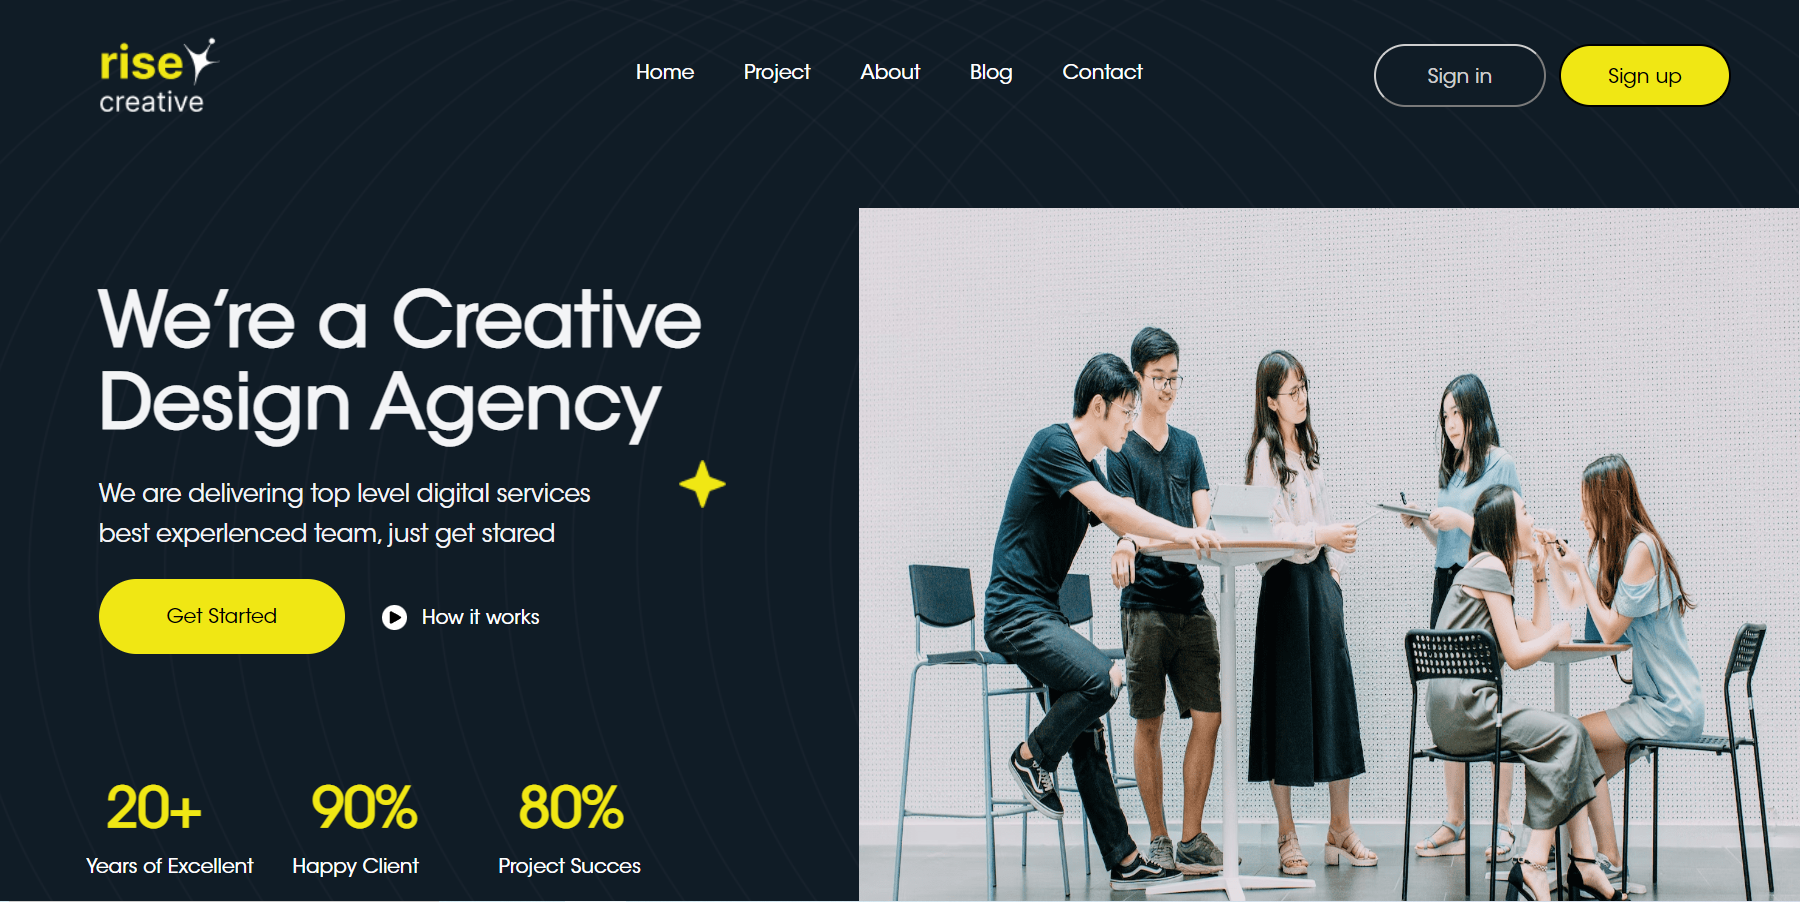 rise
creative
Home Project About Blog Contact
Sign in Sign up
We're a Creative
Design Agency
We are delivering top level digital services
best experlenced team, just get stared
Get Started How it works
20+ 90% 80%
Years of Excellent Happy Client Project Succes